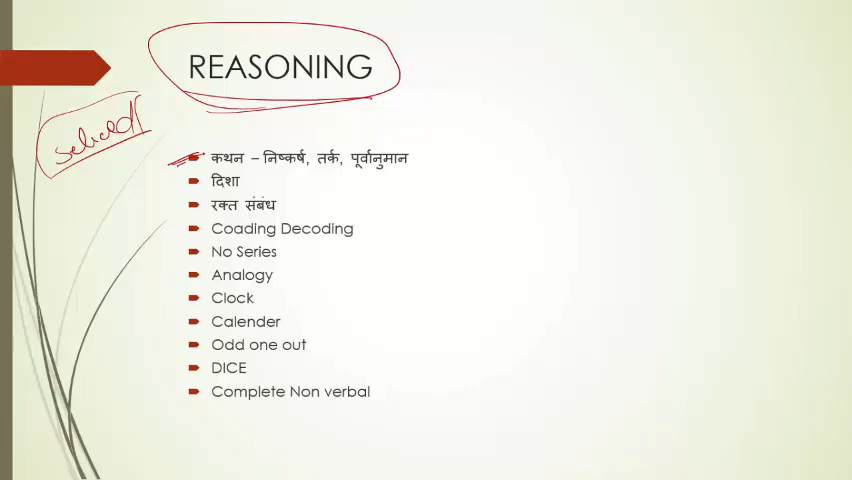 REASONING
कथन – निष्कर्ष, तर्क, पूर्वानुमान
दिशा
रक्त संबंध
Coading Decoding
No Series
Analogy
Clock
Calender
Odd one out
DICE
Complete Non verbal